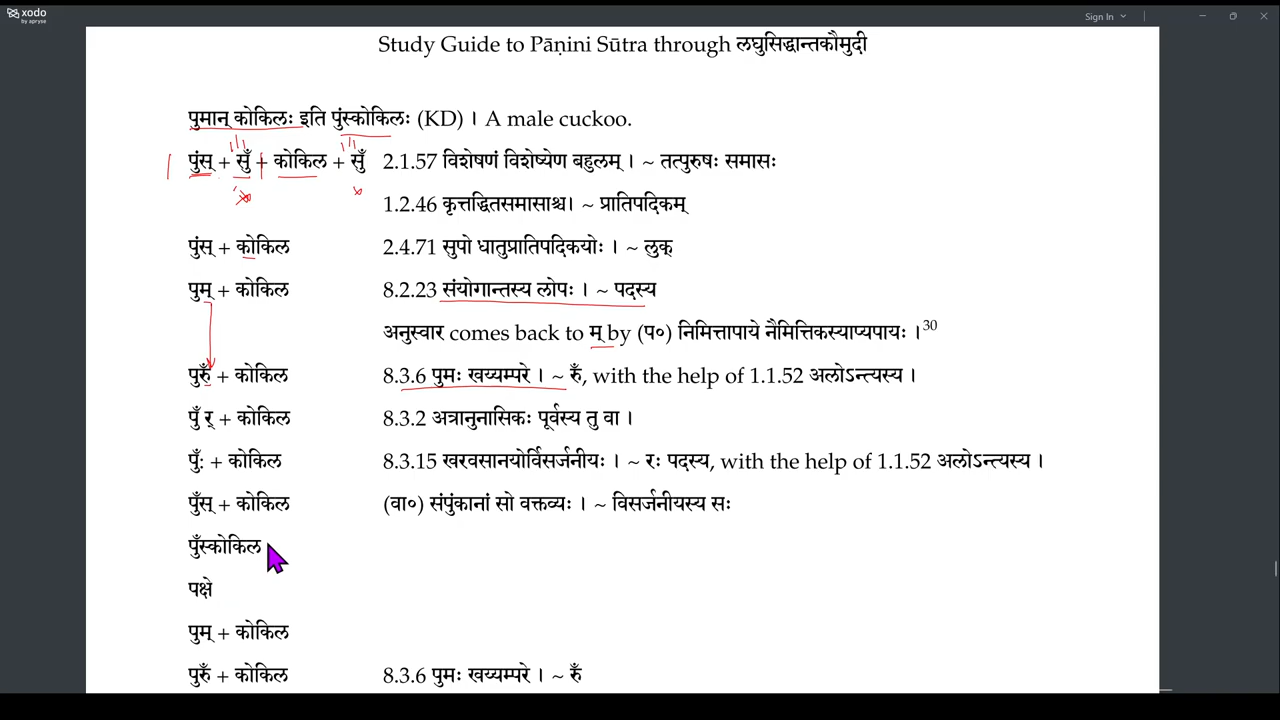 xodo
by apryse
Sign In
Study Guide to Pāṇini Sūtra through लघुसिद्धान्तकौमुदी
पुमान् कोकिलः इति पुंस्कोकिलः (KD) । A male cuckoo.
पुंस् + सुँ + कोकिल + सुँ 2.1.57 विशेषणं विशेष्येण बहुलम् । ~ तत्पुरुषः समासः
1.2.46 कृत्तद्धितसमासाश्च। ~ प्रातिपदिकम्
पुंस् + कोकिल 2.4.71 सुपो धातुप्रातिपदिकयोः । ~ लुक्
पुम् + कोकिल 8.2.23 संयोगान्तस्य लोपः । ~ पदस्य
अनुस्वार comes back to म् by (प०) निमित्तापाये नैमित्तिकस्याप्यपायः ।30
पुरुँ + कोकिल 8.3.6 पुमः खय्यम्परे । ~ रुँ, with the help of 1.1.52 अलोऽन्त्यस्य ।
पुँ र् + कोकिल 8.3.2 अत्रानुनासिकः पूर्वस्य तु वा ।
पुँ: + कोकिल 8.3.15 खरवसानयोर्विसर्जनीयः । ~ रः पदस्य, with the help of 1.1.52 अलोऽन्त्यस्य ।
पुँस् + कोकिल (वा०) संपुंकानां सो वक्तव्यः । ~ विसर्जनीयस्य सः
पुँस्कोकिल
पक्षे
पुम् + कोकिल
पुरुँ + कोकिल 8.3.6 पुमः खय्यम्परे । ~ रुँ